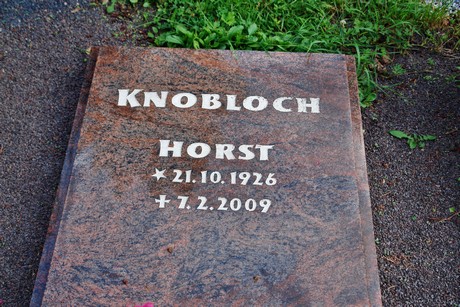 KNOBLOCH
HORST
★ 21. 10. 1926
✝ 7. 2. 2009